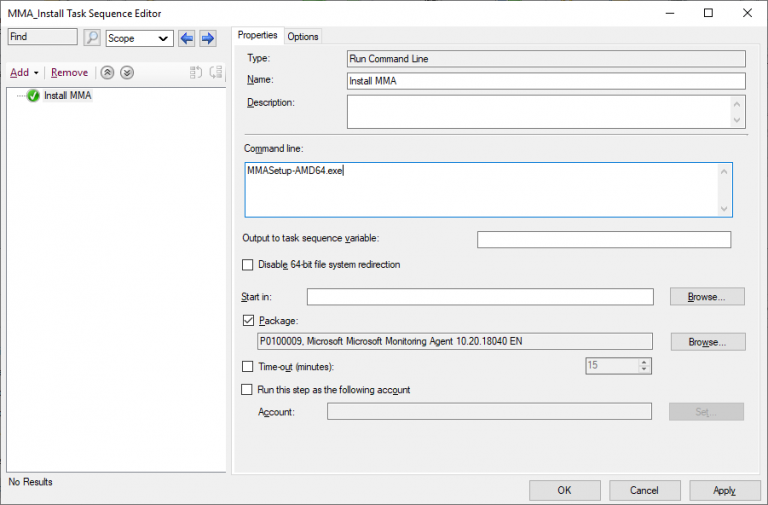 MMA_Install Task Sequence Editor
Find
Scope
Add
Remove
Install MMA
No Results
Properties
Options
Type:
Run Command Line
Name:
Install MMA
Description:
Command line:
MMASetup-AMD64.exe
Output to task sequence variable:
Disable 64-bit file system redirection
Start in:
Browse...
Package:
P0100009, Microsoft Microsoft Monitoring Agent 10.20.18040 EN
Browse...
Time-out (minutes):
15
Run this step as the following account
Account:
Set...
OK
Cancel
Apply